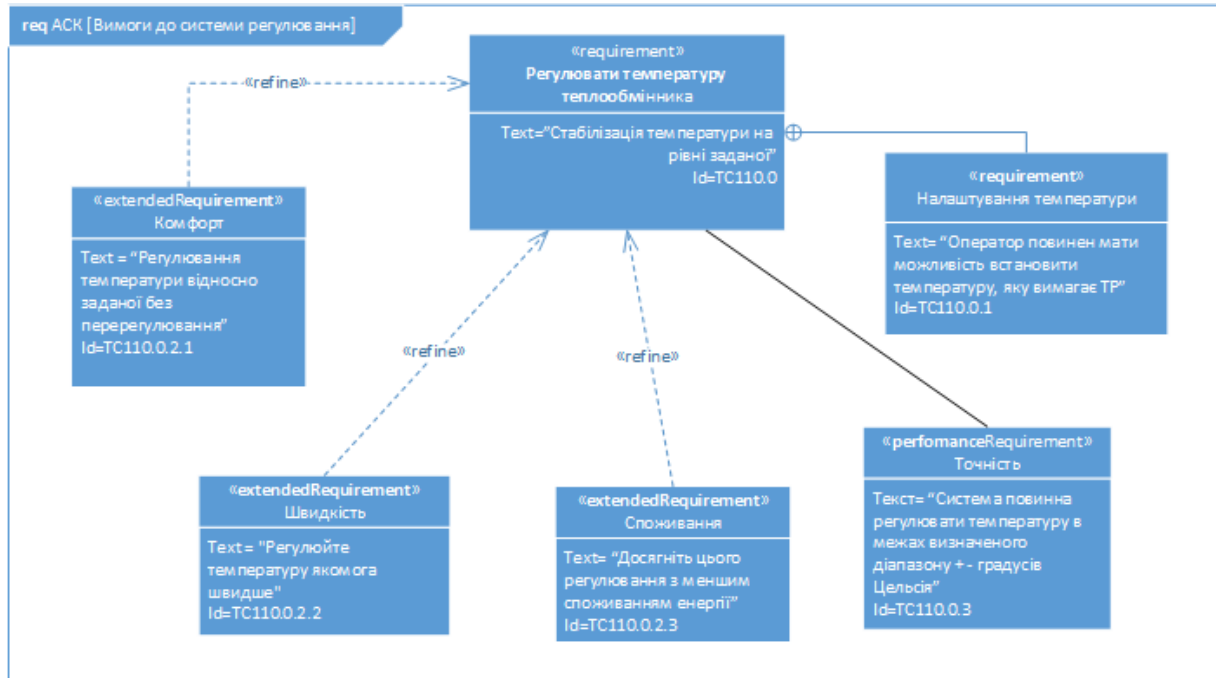 req АСК [Вимоги до системи регулювання]
«requirement»
Регулювати температуру
теплообмінника
Text=”Стабілізація температури на
рівні заданої”
Id=TC110.0
«refine»
«requirement»
Налаштування температури
Text= “Оператор повинен мати
можливість встановити
температуру, яку вимагає ТР”
Id=TC110.0.1
«extendedRequirement»
Комфорт
Text = “Регулювання
температури відносно
заданої без
перерегулювання”
Id=TC110.0.2.1
«refine»
«refine»
«extendedRequirement»
Швидкість
Text = "Регулюйте
температуру якомога
швидше"
Id=TC110.0.2.2
«extendedRequirement»
Споживання
Text= “Досягніть цього
регулювання з меншим
споживанням енергії”
Id=TC110.0.2.3
«perfomanceRequirement»
Точність
Текст= “Система повинна
регулювати температуру в
межах визначеного
діапазону + - градусів
Цельсія”
Id=TC110.0.3